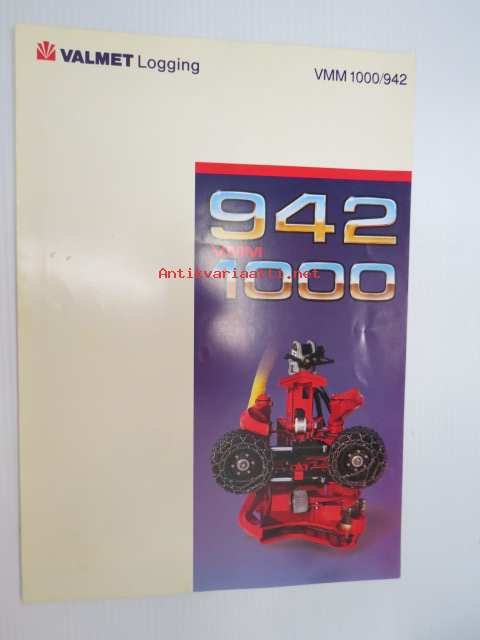 VALMET Logging
VMM 1000/942
942
VMM
Antikvariaatti.net
1000